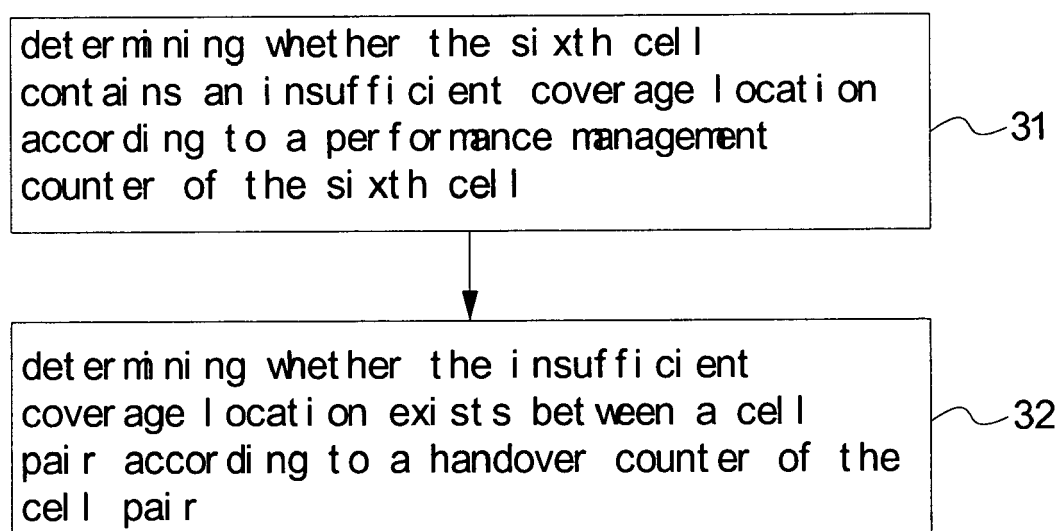 determining whether the sixth cell
contains an insufficient coverage location
according to a performance management
counter of the sixth cell
31
determining whether the insufficient
coverage location exists between a cell
pair according to a handover counter of the
cell pair
32